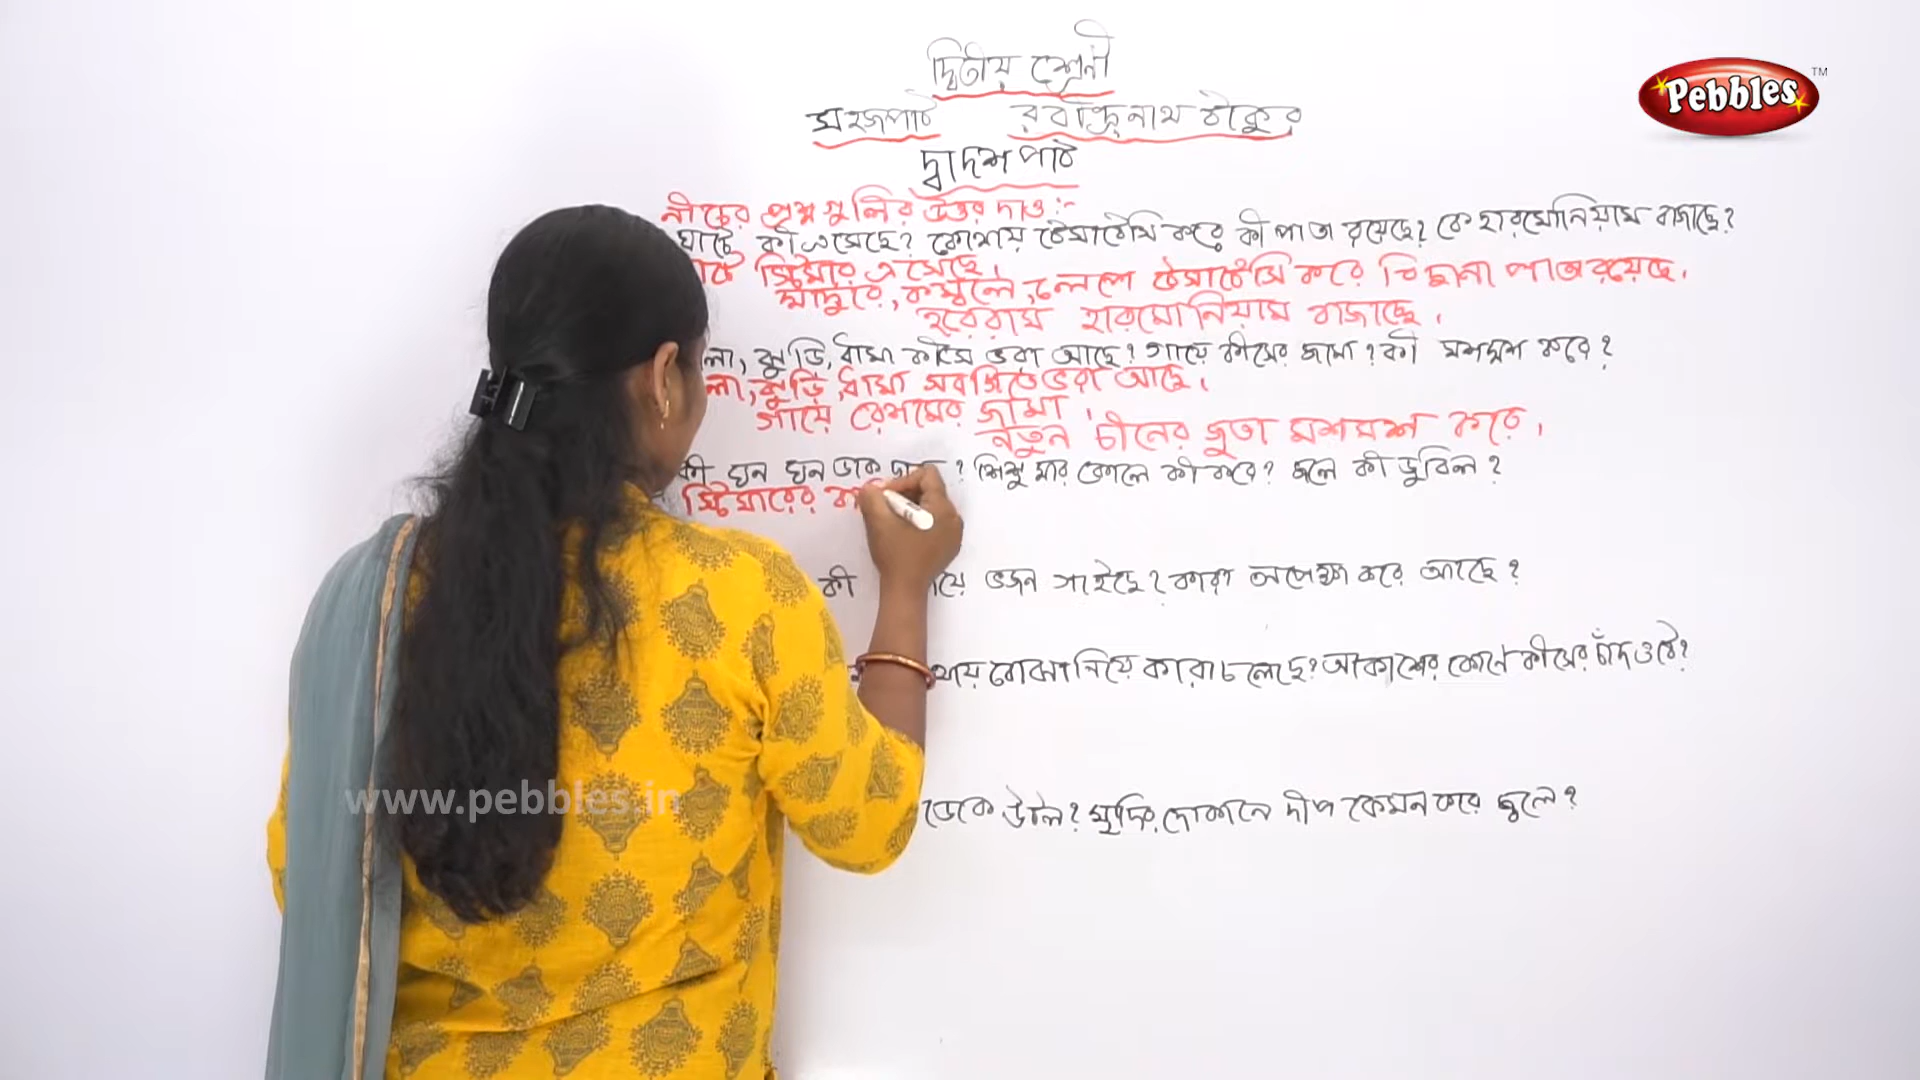 দ্বিতীয় শ্রেনী
সহজপাঠ রবীন্দ্রনাথ ঠাকুর
দ্বাদশ পাঠ
Pebbles TM
নীচের প্রশ্নগুলির উত্তর দাও:-
ঘাটে কী এসেছে? কোথায় ঠেসাঠেসি করে কী পাতা রয়েছে? কে হারমোনিয়াম বাজাচ্ছে?
স্টিমার এসেছে।
মাদুরে, কম্বলে, লেপে ঠেসাঠেসি করে বিছানা পাতা রয়েছে।
হরেরাম হারমোনিয়াম বাজাচ্ছে।
ঝুড়ি, ধামা কীসে ভরা আছে? গায়ে কীসের জামা? কী মশমশ করে?
ঝুড়ি, ধামা সবজিতে ভরা আছে।
গায়ে রেশমের জামা।
নতুন চীনের জুতা মশমশ করে।
কী ঘন ঘন ডাক ? শিশু মার কোলে কী করে? জলে কী ডুবিল?
স্টিমারের
কী ভজন গাইছে? কারা অপেক্ষা করে আছে?
বোঝা নিয়ে কারা চলেছে? আকাশের কোণে কীসের চাঁদ ওঠে?
www.pebbles.in
ডেকে উঠল? মুদির দোকানে দীপ কেমন করে জ্বলে?